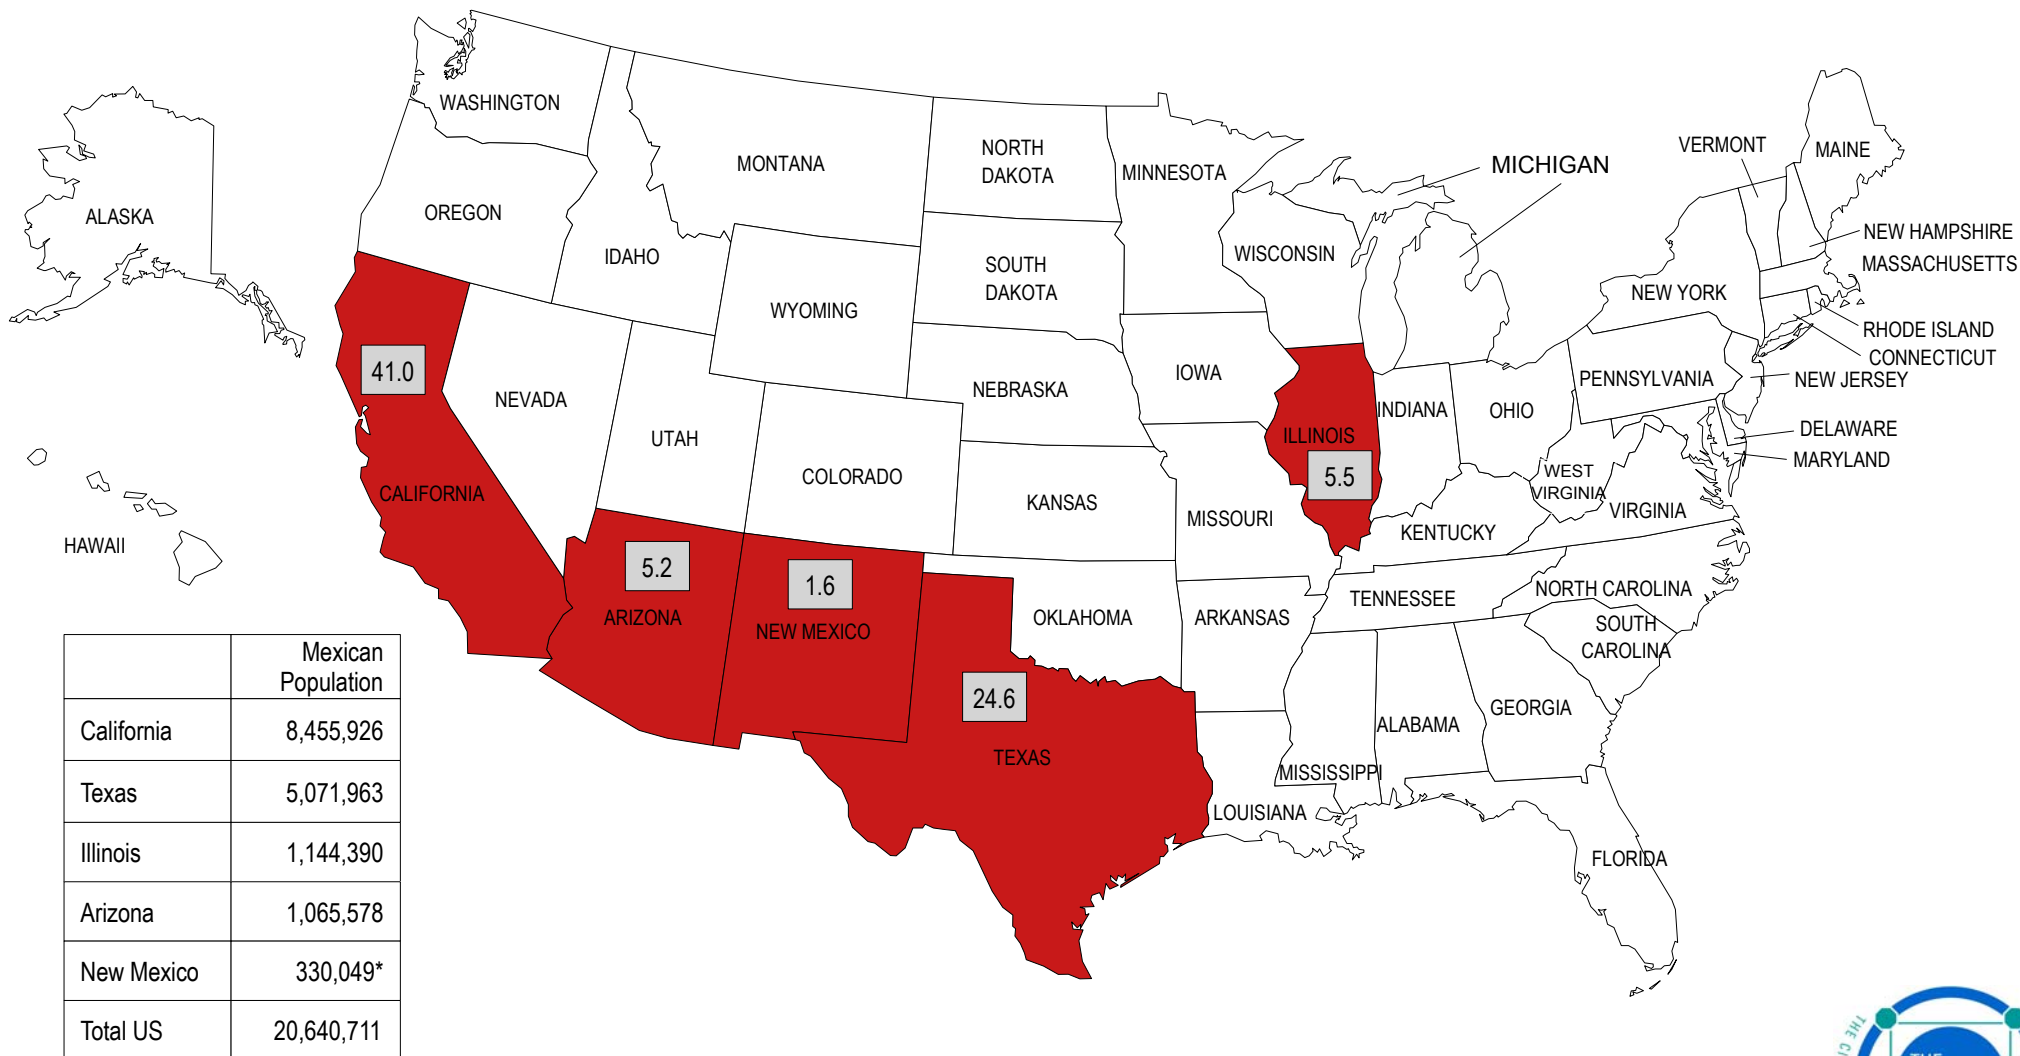 WASHINGTON
MONTANA
NORTH
DAKOTA
MINNESOTA
MICHIGAN
VERMONT
MAINE
ALASKA
OREGON
IDAHO
WYOMING
SOUTH
DAKOTA
WISCONSIN
NEW YORK
NEW HAMPSHIRE
MASSACHUSETTS
RHODE ISLAND
CONNECTICUT
NEW JERSEY
PENNSYLVANIA
DELAWARE
MARYLAND
41.0
NEVADA
UTAH
COLORADO
NEBRASKA
IOWA
ILLINOIS
5.5
INDIANA
OHIO
WEST
VIRGINIA
VIRGINIA
CALIFORNIA
KANSAS
MISSOURI
KENTUCKY
HAWAII
5.2
ARIZONA
1.6
NEW MEXICO
OKLAHOMA
ARKANSAS
TENNESSEE
NORTH CAROLINA
SOUTH
CAROLINA
24.6
TEXAS
LOUISIANA
MISSISSIPPI
ALABAMA
GEORGIA
FLORIDA
Mexican
Population
California 8,455,926
Texas 5,071,963
Illinois 1,144,390
Arizona 1,065,578
New Mexico 330,049*
Total US 20,640,711